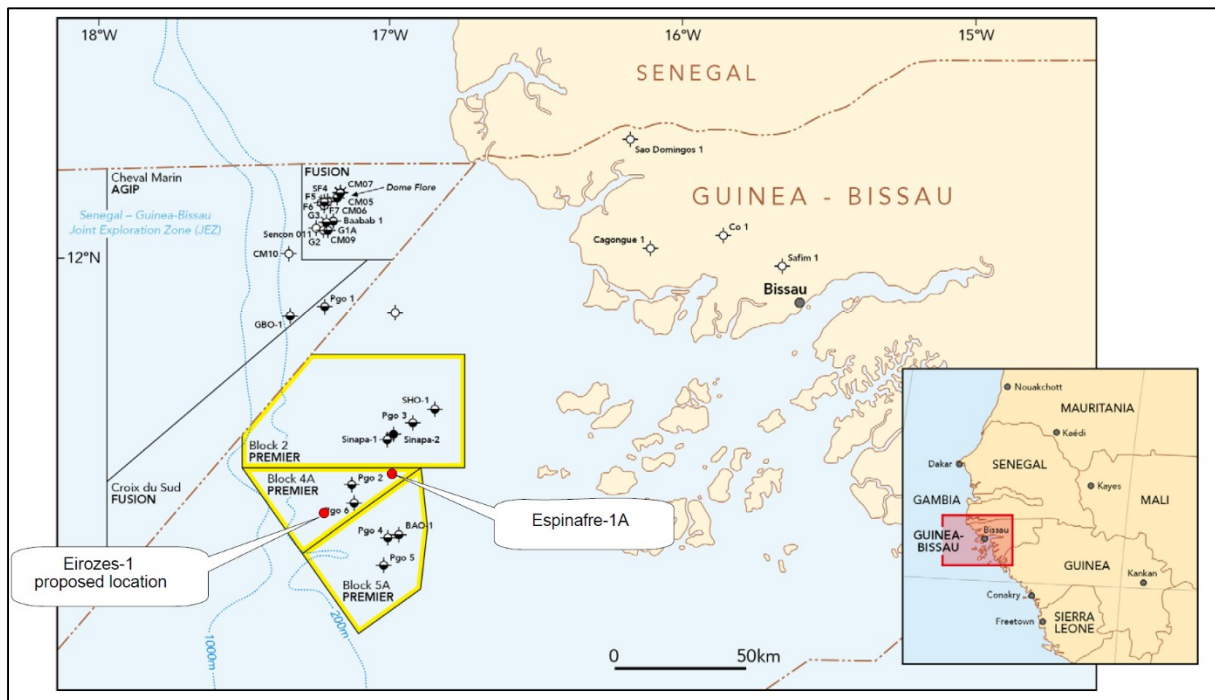 18°W
17°W
16°W
15°W
SENEGAL
Sao Domingos 1
FUSION
Cheval Marin
AGIP
SF4
CM07
Dome Flore
F5
CM05
F6
F7 CM06
G3
Baabab 1
Senegal – Guinea-Bissau
Joint Exploration Zone (JEZ)
Sencon 011
G1A
G2
CM09
CM10
GUINEA - BISSAU
Co 1
Cagongue 1
Safim 1
12°N
Bissau
Pgo 1
GBO-1
SHO-1
Pgo 3
Sinapa-1
Sinapa-2
Block 2
PREMIER
Block 4A
PREMIER
Pgo 2
Croix du Sud
FUSION
Pgo 6
Espinafre-1A
Pgo 4
BAO-1
Eirozes-1
proposed location
Pgo 5
Block 5A
PREMIER
200m
1000m
0
50km
Nouakchott
MAURITANIA
Kaédi
Dakar
SENEGAL
Kayes
GAMBIA
MALI
GUINEA-
BISSAU
Bissau
GUINEA
Kankan
Conakry
Freetown
SIERRA
LEONE